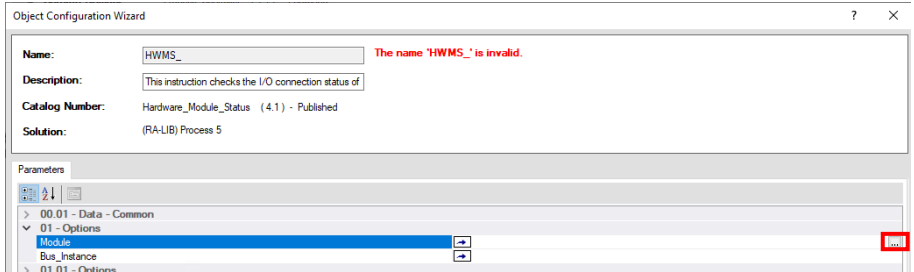 Object Configuration Wizard ? ×
Name: HWMS_ The name 'HWMS_' is invalid.
Description: This instruction checks the I/O connection status of
Catalog Number: Hardware_Module_Status ( 4.1 ) - Published
Solution: (RA-LIB) Process 5
Parameters
00.01 - Data - Common
01 - Options
Module ...
Bus_Instance
01.01 - Options